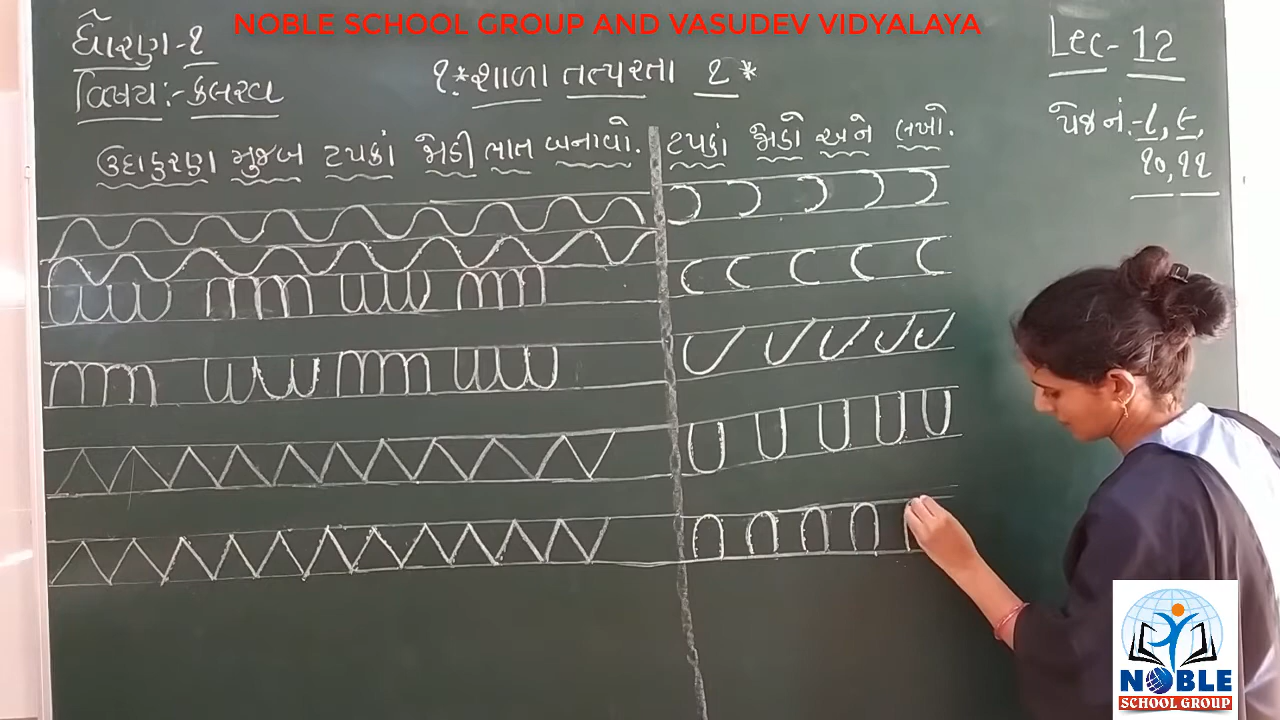 NOBLE SCHOOL GROUP AND VASUDEV VIDYALAYA
ધોરણ-૧
વિષય:- કલરવ
૧.*શાળા તત્પરતા ૧*
Lec-12
પેજ નં.-૮,૯,
૧૦,૧૧
ઉદાહરણ મુજબ ટપકાં જોડી ભાત બનાવો.
ટપકાં જોડો અને લખો.
NOBLE
SCHOOL GROUP